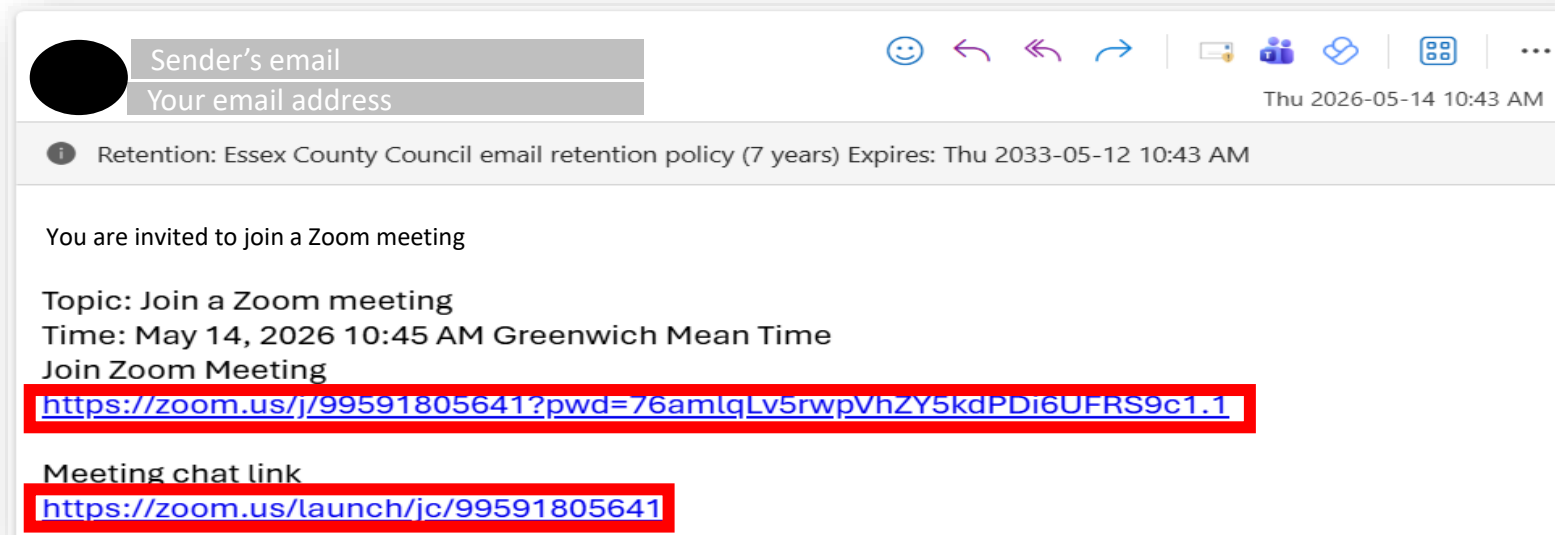 Sender’s email
Your email address
Thu 2026-05-14 10:43 AM
Retention: Essex County Council email retention policy (7 years) Expires: Thu 2033-05-12 10:43 AM
You are invited to join a Zoom meeting
Topic: Join a Zoom meeting
Time: May 14, 2026 10:45 AM Greenwich Mean Time
Join Zoom Meeting
https://zoom.us/j/99591805641?pwd=76amlqLv5rwpVhZY5kdPDi6UFRS9c1.1
Meeting chat link
https://zoom.us/launch/jc/99591805641